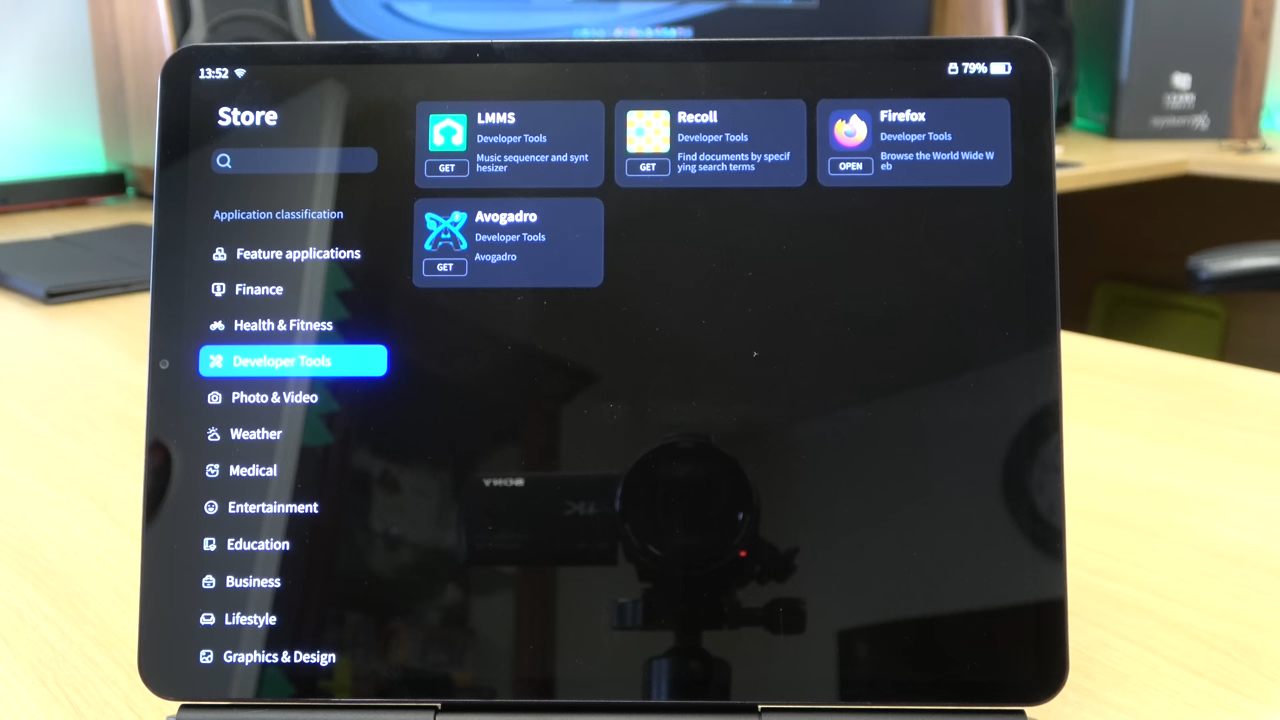 13:52
79%
Store
Application classification
Feature applications
Finance
Health & Fitness
Developer Tools
Photo & Video
Weather
Medical
Entertainment
Education
Business
Lifestyle
Graphics & Design
LMMS
Developer Tools
Music sequencer and synt
hesizer
GET
Recoll
Developer Tools
Find documents by specif
ying search terms
GET
Firefox
Developer Tools
Browse the World Wide W
eb
OPEN
Avogadro
Developer Tools
Avogadro
GET
SONY
4K